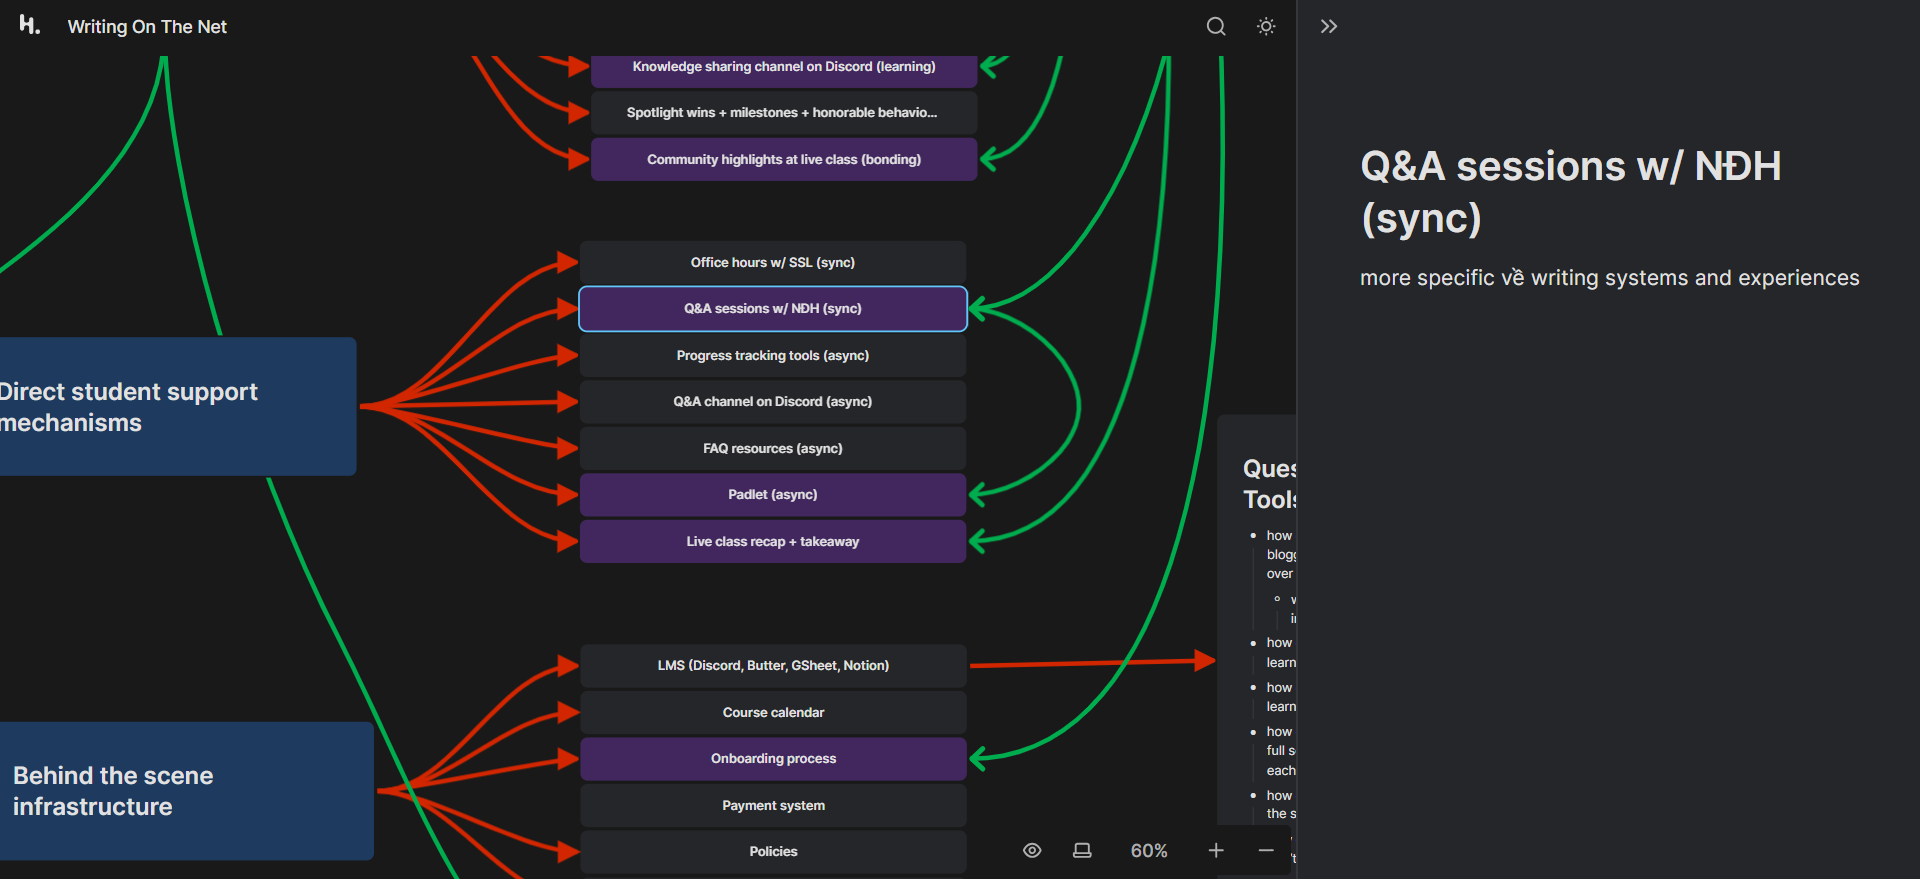 h.
Writing On The Net
Knowledge sharing channel on Discord (learning)
Spotlight wins + milestones + honorable behavio...
Community highlights at live class (bonding)
Direct student support
mechanisms
Office hours w/ SSL (sync)
Q&A sessions w/ NĐH (sync)
Progress tracking tools (async)
Q&A channel on Discord (async)
FAQ resources (async)
Padlet (async)
Live class recap + takeaway
Behind the scene
infrastructure
LMS (Discord, Butter, GSheet, Notion)
Course calendar
Onboarding process
Payment system
Policies
Tools
how
over
how
how
how
full
each
how
the
60%
Q&A sessions w/ NĐH
(sync)
more specific về writing systems and experiences